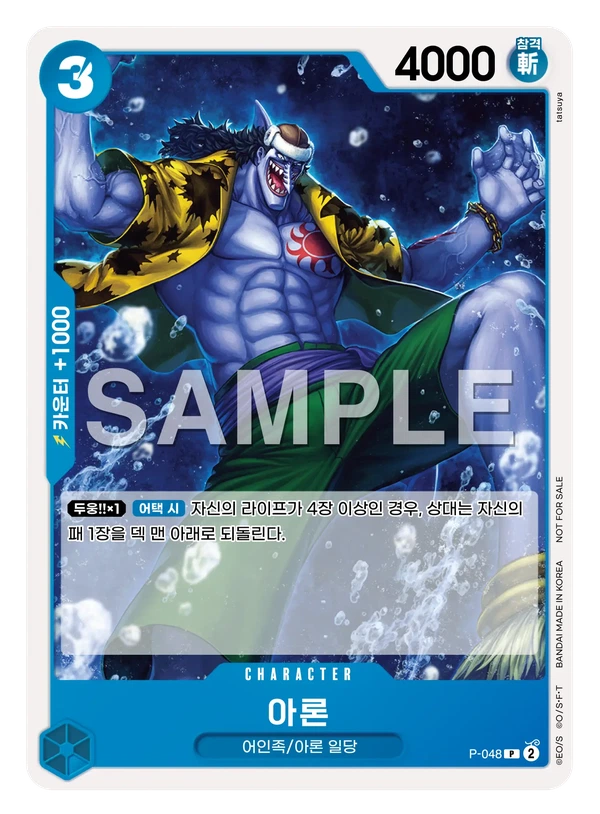 3
4000
참격
斬
tatsuya
카운터 +1000
SAMPLE
두웅!!×1 어택 시 자신의 라이프가 4장 이상인 경우, 상대는 자신의
패 1장을 덱 맨 아래로 되돌린다.
CHARACTER
아론
어인족/아론 일당
P-048 P 2
©EO/S ©O/S·F·T BANDAI MADE IN KOREA NOT FOR SALE